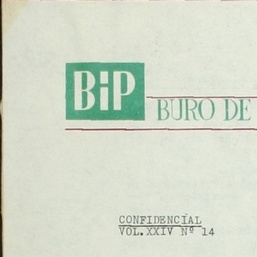 BiP
BURO DE
CONFIDENCIAL
VOL.XXIV Nº 14